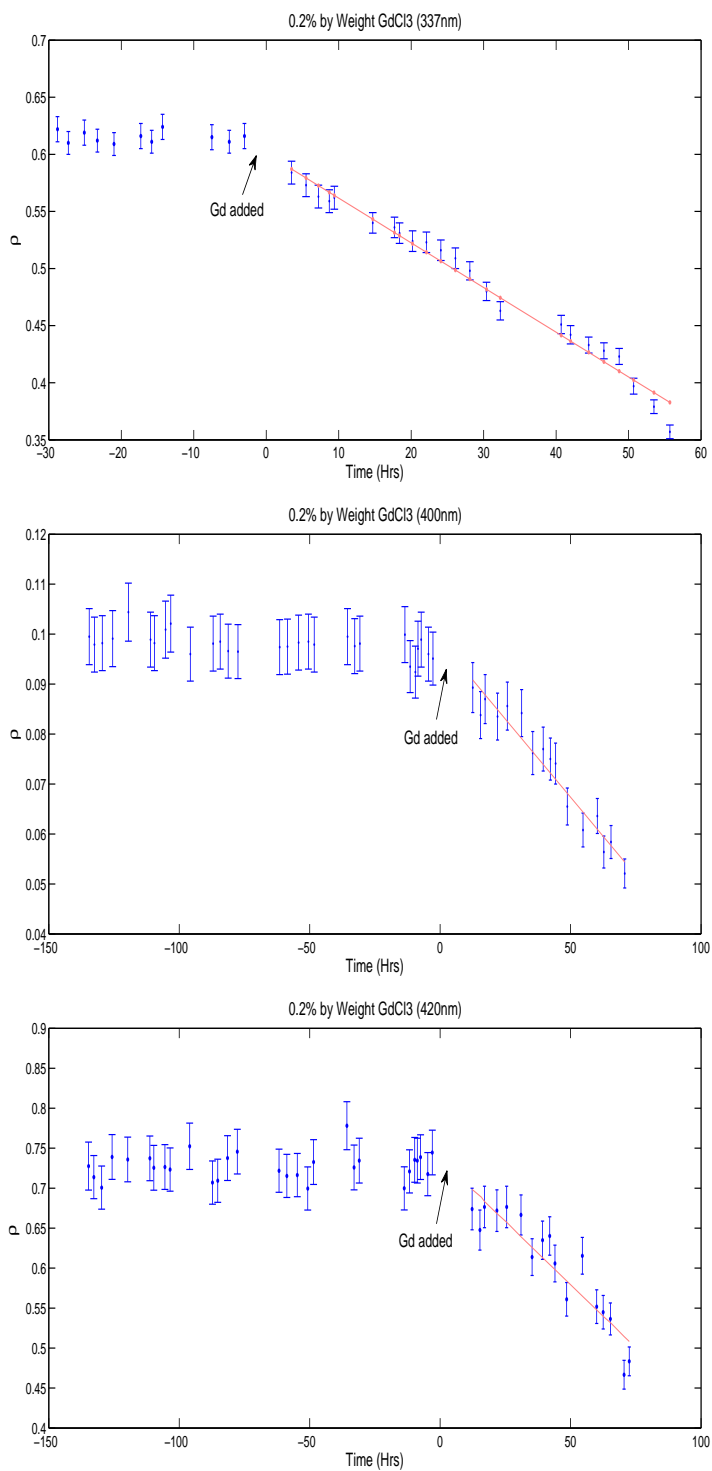 0.2% by Weight GdCl3 (337nm)
0.7
0.65
0.6
0.55
0.5
0.45
0.4
0.35
ρ
Gd added
−30 −20 −10 0 10 20 30 40 50 60
Time (Hrs)
0.2% by Weight GdCl3 (400nm)
0.12
0.11
0.1
0.09
0.08
0.07
0.06
0.05
0.04
ρ
Gd added
−150 −100 −50 0 50 100
Time (Hrs)
0.2% by Weight GdCl3 (420nm)
0.9
0.85
0.8
0.75
0.7
0.65
0.6
0.55
0.5
0.45
0.4
ρ
Gd added
−150 −100 −50 0 50 100
Time (Hrs)